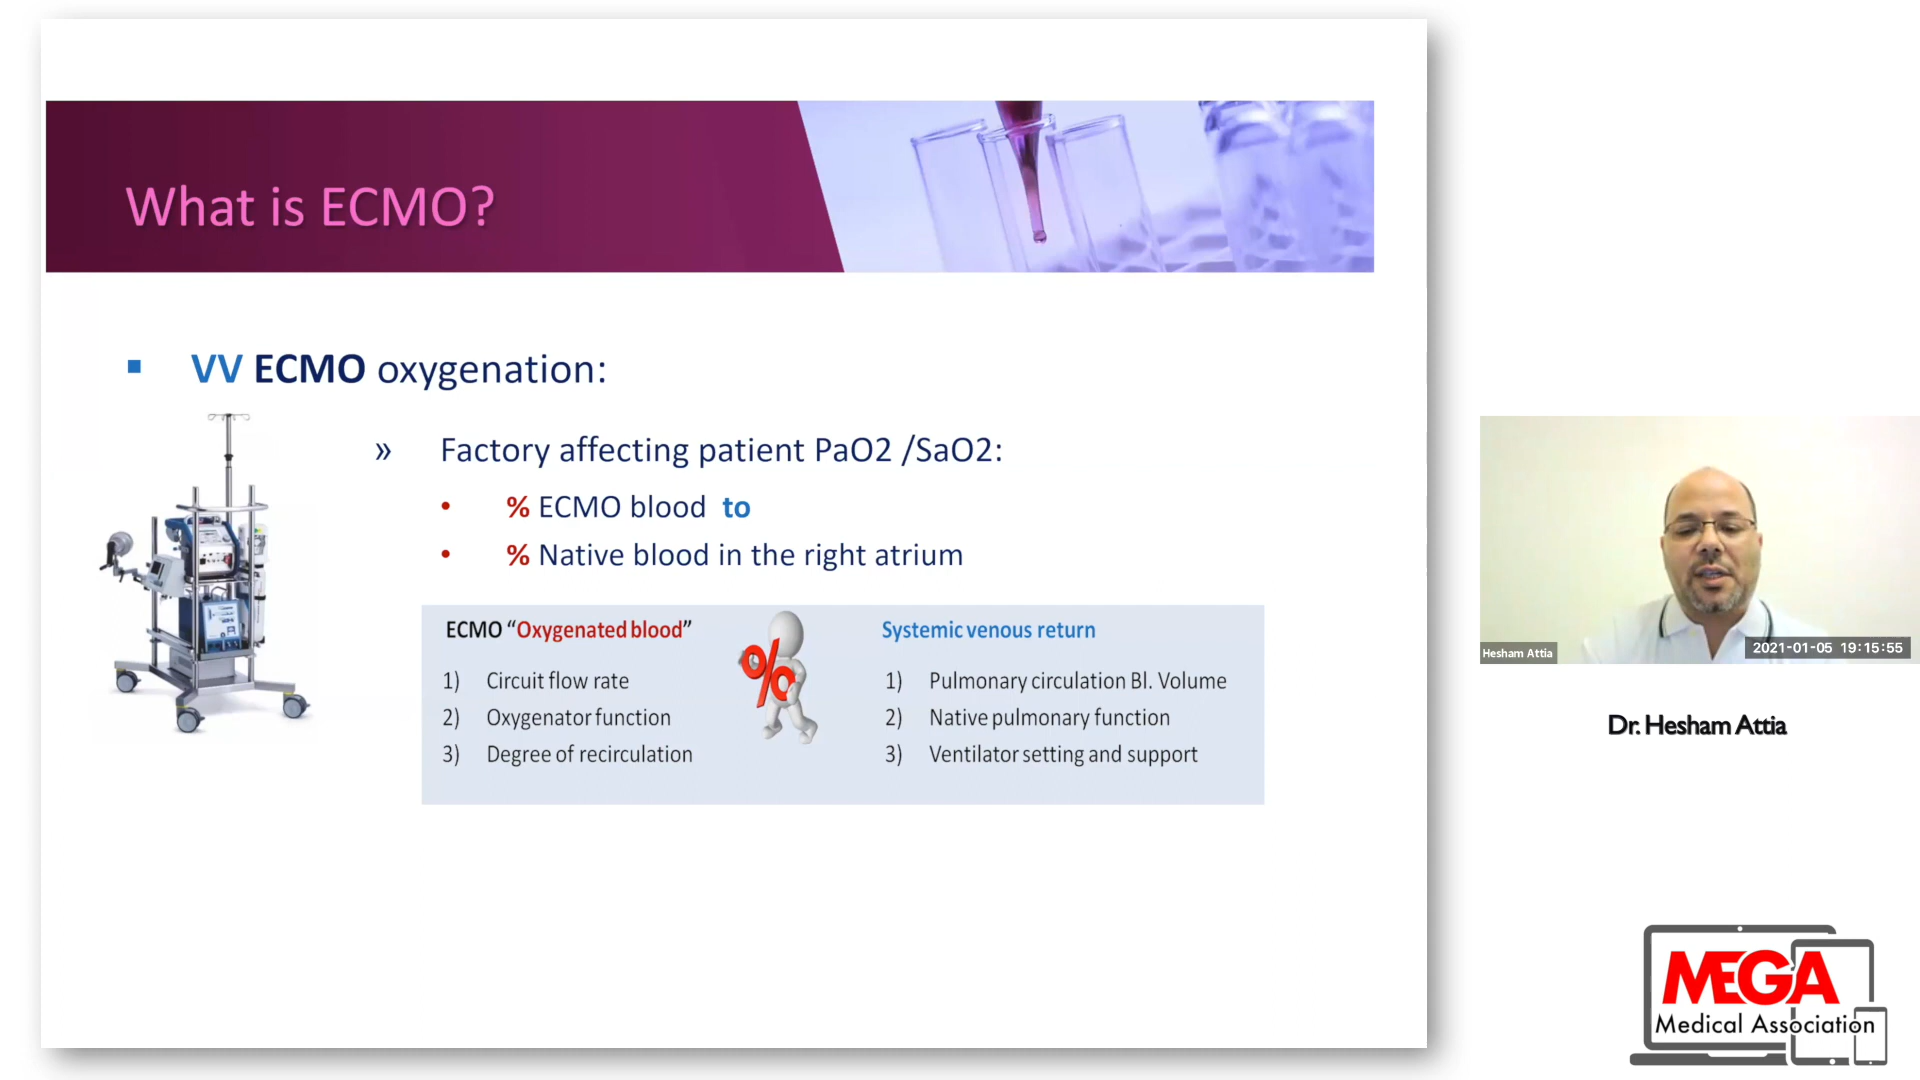 What is ECMO?
▪ VV ECMO oxygenation:
» Factory affecting patient PaO2 /SaO2:
• % ECMO blood to
• % Native blood in the right atrium
ECMO “Oxygenated blood”
1) Circuit flow rate
2) Oxygenator function
3) Degree of recirculation
%
Systemic venous return
1) Pulmonary circulation Bl. Volume
2) Native pulmonary function
3) Ventilator setting and support
Hesham Attia
2021-01-05 19:15:55
Dr. Hesham Attia
MEGA
Medical Association